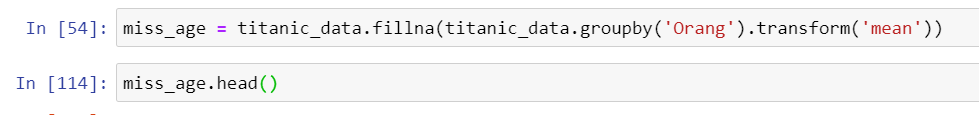 In [54]: miss_age = titanic_data.fillna(titanic_data.groupby('Orang').transform('mean'))
In [114]: miss_age.head()